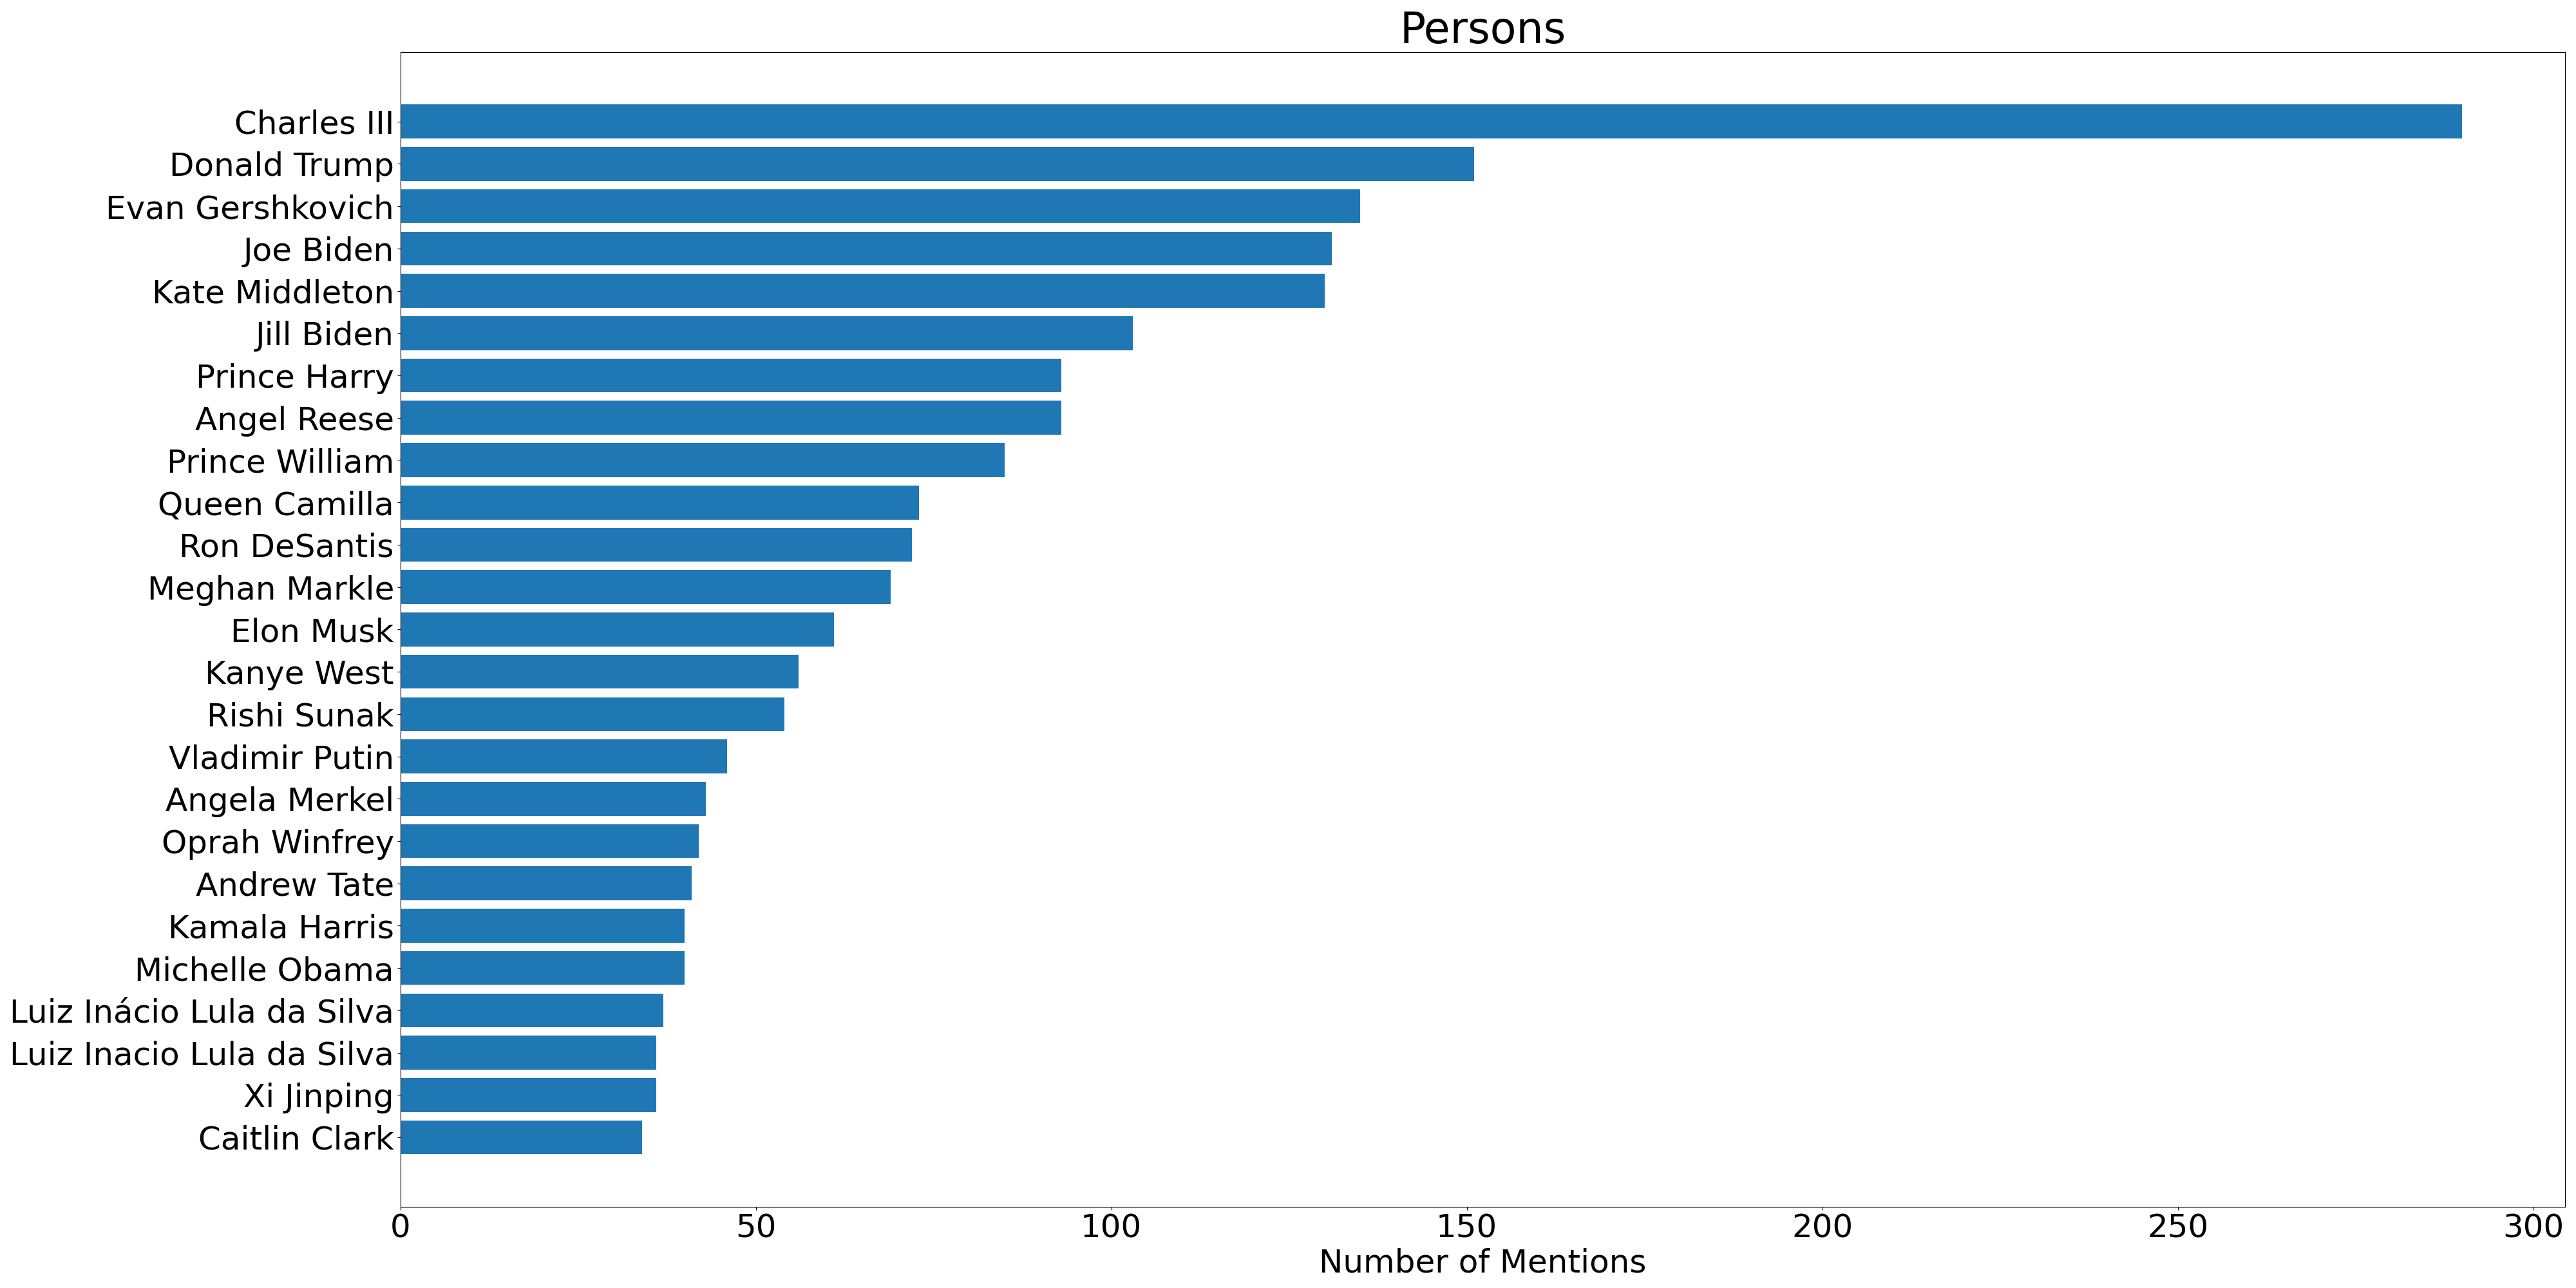 Persons
Charles III
Donald Trump
Evan Gershkovich
Joe Biden
Kate Middleton
Jill Biden
Prince Harry
Angel Reese
Prince William
Queen Camilla
Ron DeSantis
Meghan Markle
Elon Musk
Kanye West
Rishi Sunak
Vladimir Putin
Angela Merkel
Oprah Winfrey
Andrew Tate
Kamala Harris
Michelle Obama
Luiz Inácio Lula da Silva
Luiz Inacio Lula da Silva
Xi Jinping
Caitlin Clark
0 50 100 150 200 250 300
Number of Mentions